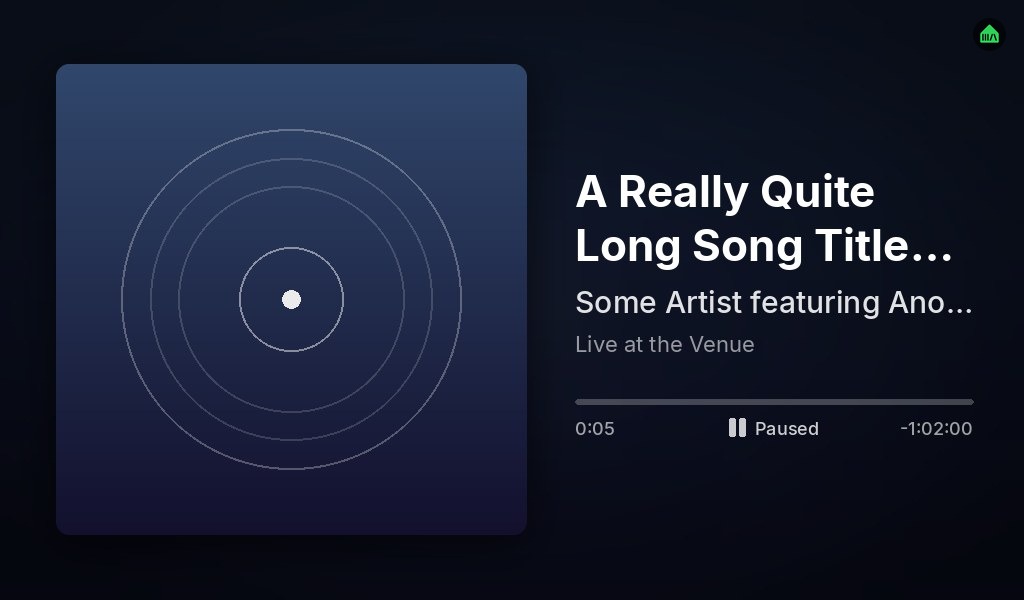 A Really Quite
Long Song Title...
Some Artist featuring Ano...
Live at the Venue
0:05
Paused
-1:02:00